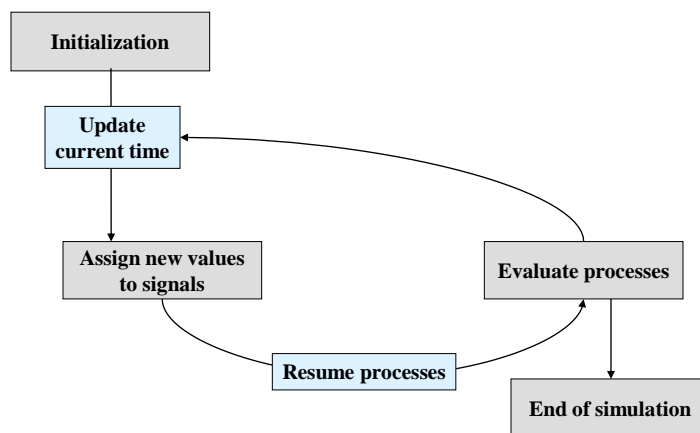 Initialization
Update
current time
Assign new values
to signals
Evaluate processes
Resume processes
End of simulation